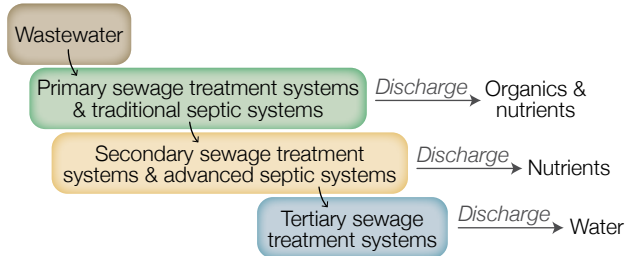 Wastewater
Primary sewage treatment systems
& traditional septic systems
Discharge
Organics &
nutrients
Secondary sewage treatment
systems & advanced septic systems
Discharge
Nutrients
Tertiary sewage
treatment systems
Discharge
Water